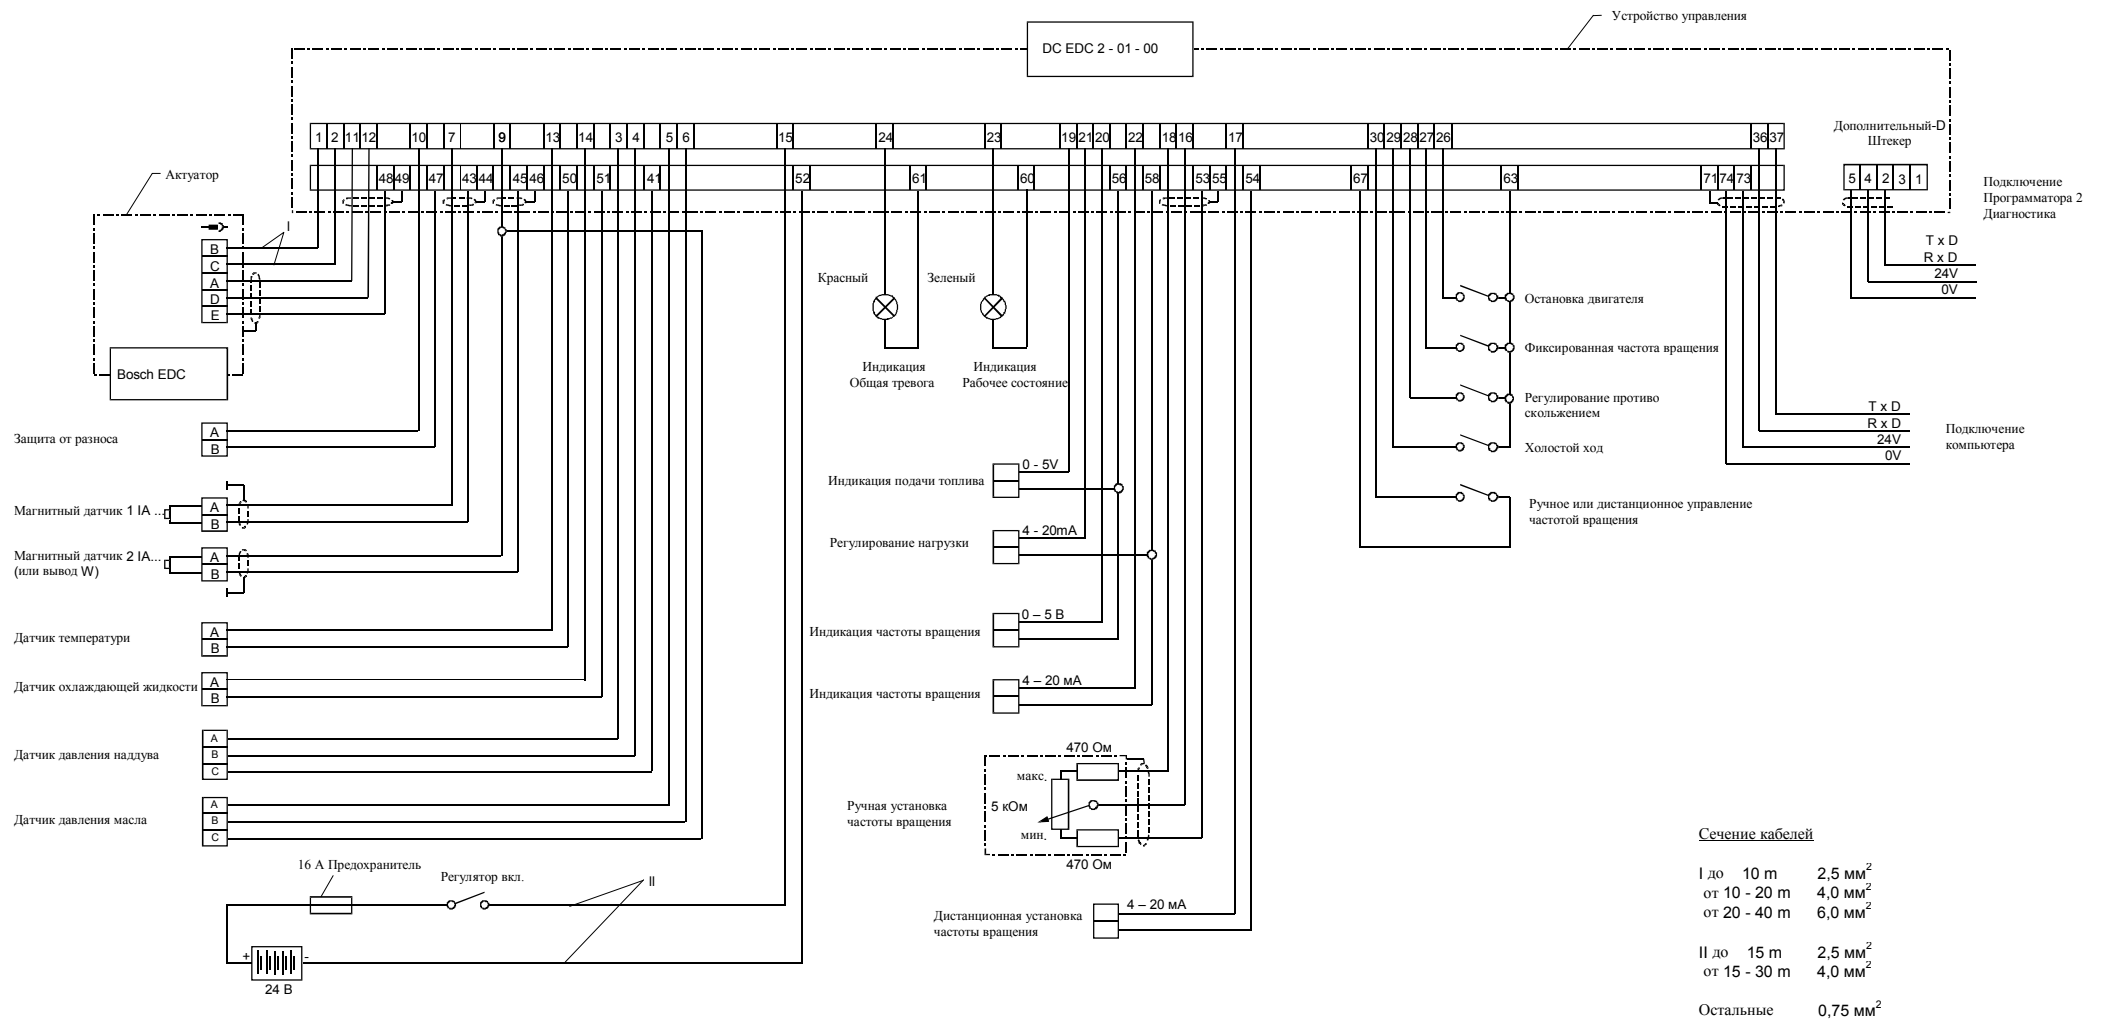 Устройство управления
DC EDC 2 - 01 - 00
1 2 11 12 10 7 9 13 14 3 4 5 6 15 24 23 19 21 20 22 18 16 17 30 29 28 27 26 36 37
Дополнительный-D
Штекер
48 49 47 43 44 45 46 50 51 41 52 61 60 56 58 53 55 54 67 63 71 74 73
5 4 2 3 1
Подключение
Программатора 2
Диагностика
T x D
R x D
24V
0V
Актуатор
I
B
C
A
D
E
Bosch EDC
Защита от разноса
A
B
Магнитный датчик 1 IA ...
A
B
Магнитный датчик 2 IA...
(или вывод W)
A
B
Датчик температури
A
B
Датчик охлаждающей жидкости
A
B
Датчик давления наддува
A
B
C
Датчик давления масла
A
B
C
16 А Предохранитель
Регулятор вкл.
II
+
-
24 В
Красный
Индикация
Общая тревога
Зеленый
Индикация
Рабочее состояние
Индикация подачи топлива
0 - 5V
Регулирование нагрузки
4 - 20mA
Индикация частоты вращения
0 – 5 В
Индикация частоты вращения
4 – 20 мА
Ручная установка
частоты вращения
470 Ом
макс.
5 кОм
мин.
470 Ом
Дистанционная установка
частоты вращения
4 – 20 мА
Остановка двигателя
Фиксированная частота вращения
Регулирование противо
скольжением
Холостой ход
Ручное или дистанционное управление
частотой вращения
T x D
R x D
24V
0V
Подключение
компьютера
Сечение кабелей
I до 10 m 2,5 мм²
от 10 - 20 m 4,0 мм²
от 20 - 40 m 6,0 мм²
II до 15 m 2,5 мм²
от 15 - 30 m 4,0 мм²
Остальные 0,75 мм²